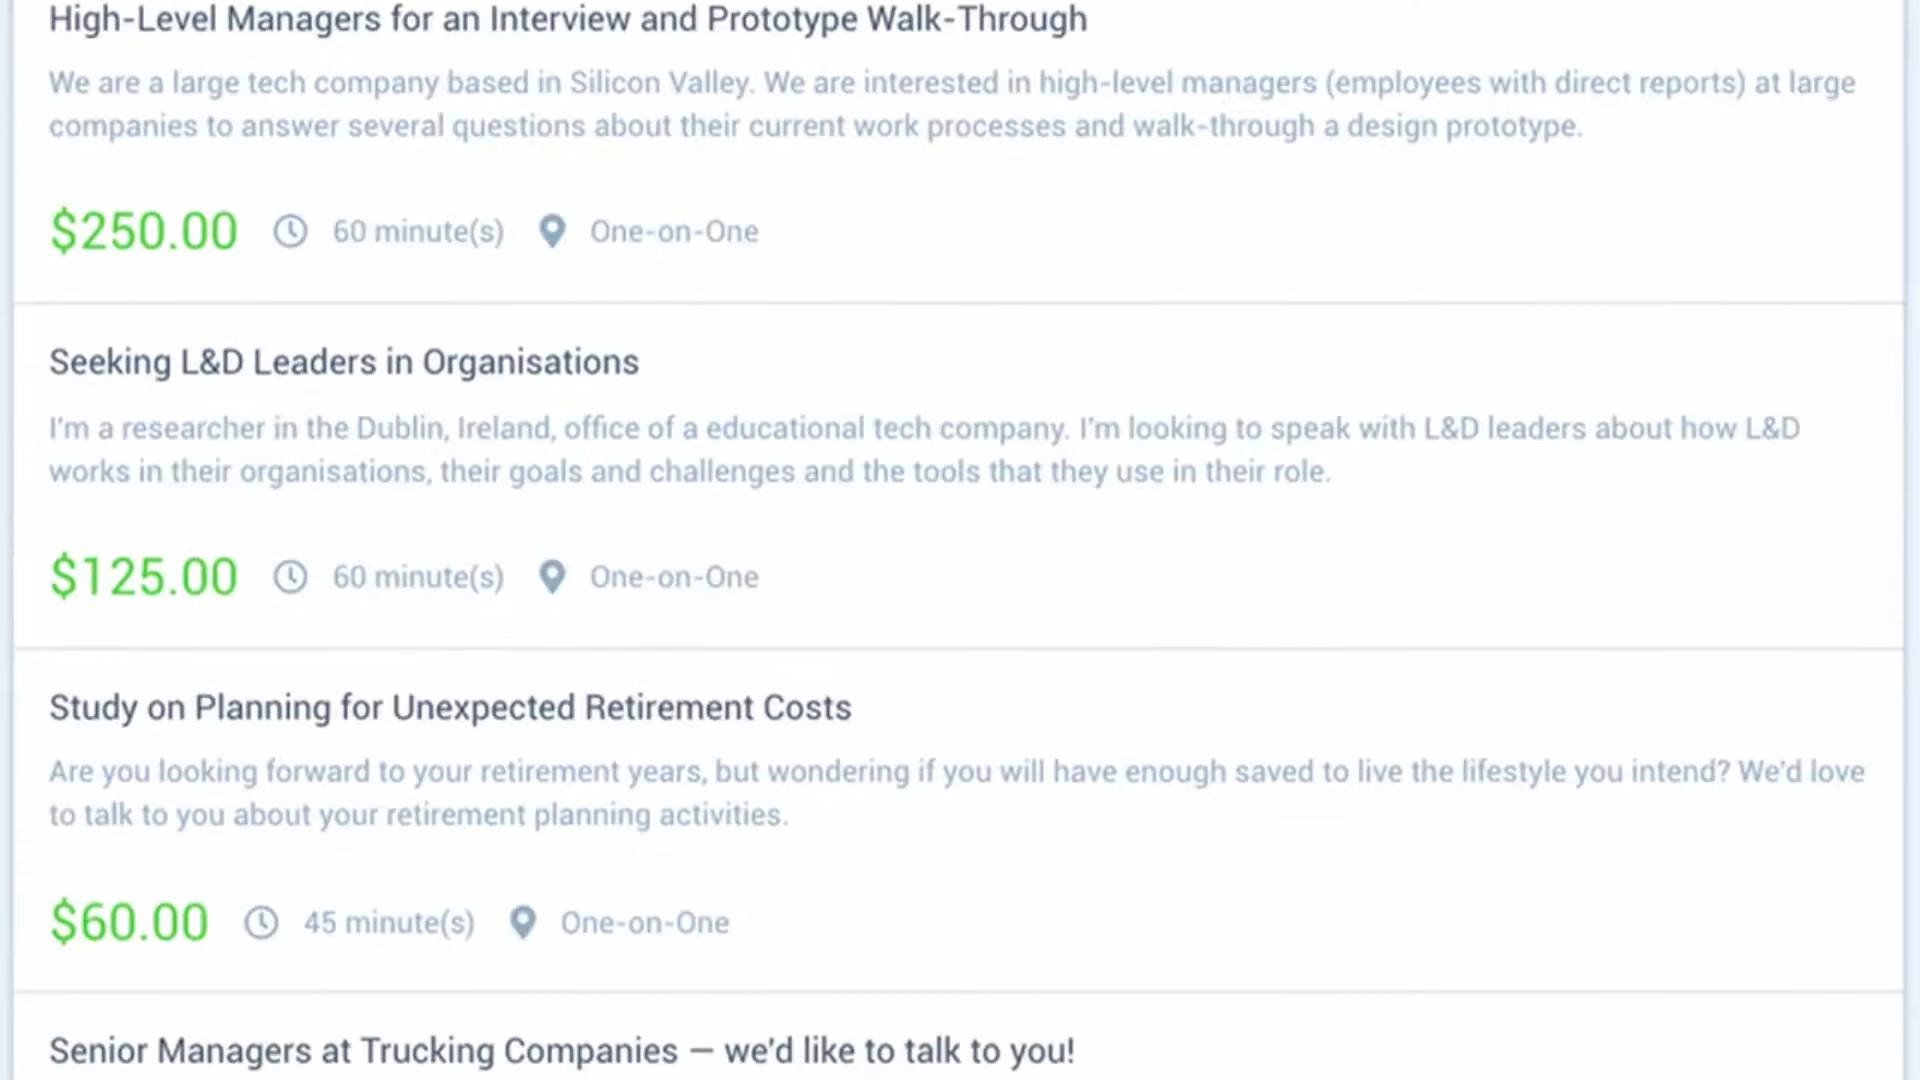 High-Level Managers for an Interview and Prototype Walk-Through
We are a large tech company based in Silicon Valley. We are interested in high-level managers (employees with direct reports) at large
companies to answer several questions about their current work processes and walk-through a design prototype.
$250.00 60 minute(s) One-on-One
Seeking L&D Leaders in Organisations
I'm a researcher in the Dublin, Ireland, office of a educational tech company. I'm looking to speak with L&D leaders about how L&D
works in their organisations, their goals and challenges and the tools that they use in their role.
$125.00 60 minute(s) One-on-One
Study on Planning for Unexpected Retirement Costs
Are you looking forward to your retirement years, but wondering if you will have enough saved to live the lifestyle you intend? We'd love
to talk to you about your retirement planning activities.
$60.00 45 minute(s) One-on-One
Senior Managers at Trucking Companies — we'd like to talk to you!